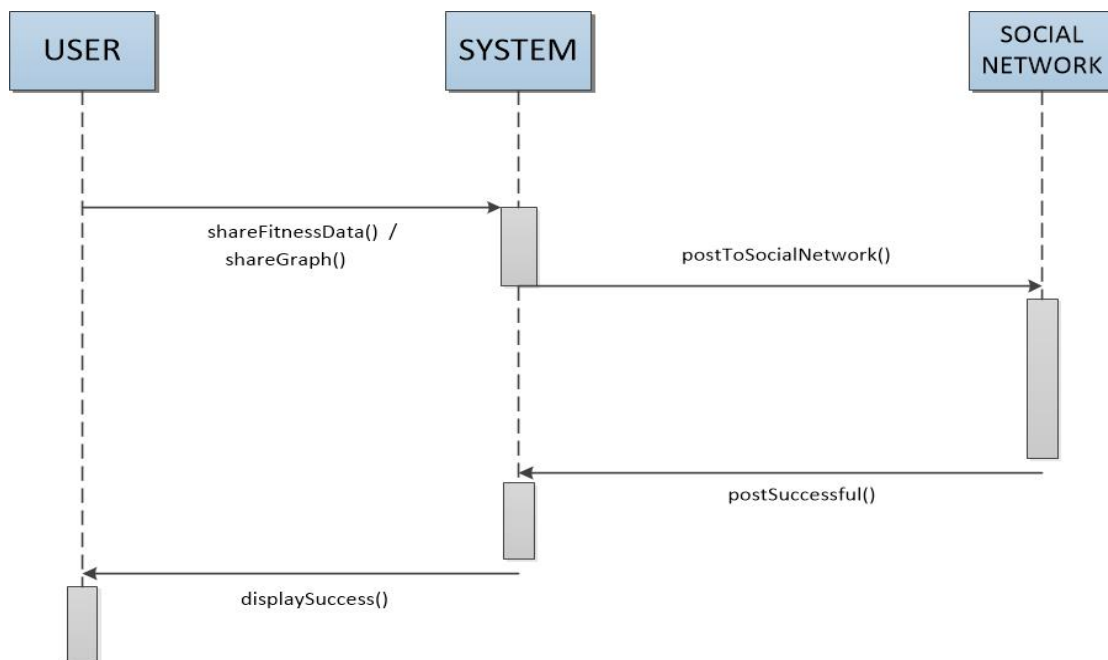 USER
SYSTEM
SOCIAL
NETWORK
shareFitnessData() /
shareGraph()
postToSocialNetwork()
postSuccessful()
displaySuccess()